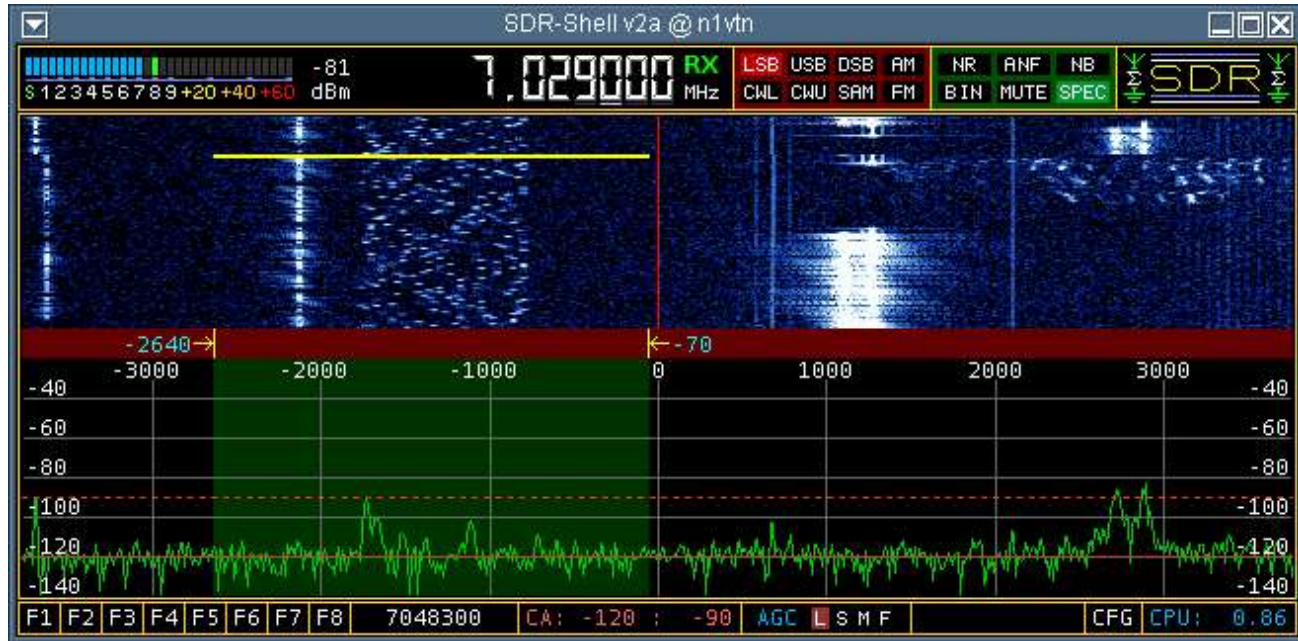 SDR-Shell v2a @ n1vtn
-81 dBm
S 1 2 3 4 5 6 7 8 9 +20 +40 +60
7.029000 RX MHz
LSB USB DSB AM
CWL CWU SAM FM
NR ANF NB
BIN MUTE SPEC
Σ SDR Σ
-2640 -70
-3000 -2000 -1000 0 1000 2000 3000
-40 -40
-60 -60
-80 -80
-100 -100
-120 -120
-140 -140
F1 F2 F3 F4 F5 F6 F7 F8 7048300 CA: -120 : -90 AGC L S M F CFG CPU: 0.86